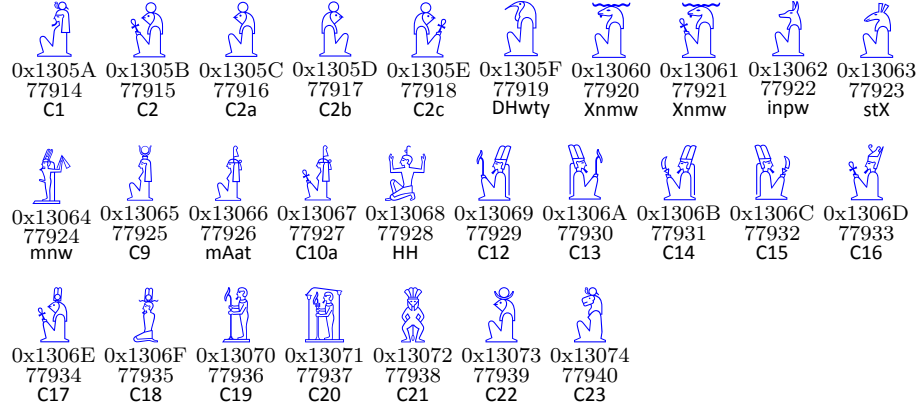 0x1305A 0x1305B 0x1305C 0x1305D 0x1305E 0x1305F 0x13060 0x13061 0x13062 0x13063
77914 77915 77916 77917 77918 77919 77920 77921 77922 77923
C1 C2 C2a C2b C2c DHwty Xnmw Xnmw inpw stX
0x13064 0x13065 0x13066 0x13067 0x13068 0x13069 0x1306A 0x1306B 0x1306C 0x1306D
77924 77925 77926 77927 77928 77929 77930 77931 77932 77933
mnw C9 mAat C10a HH C12 C13 C14 C15 C16
0x1306E 0x1306F 0x13070 0x13071 0x13072 0x13073 0x13074
77934 77935 77936 77937 77938 77939 77940
C17 C18 C19 C20 C21 C22 C23